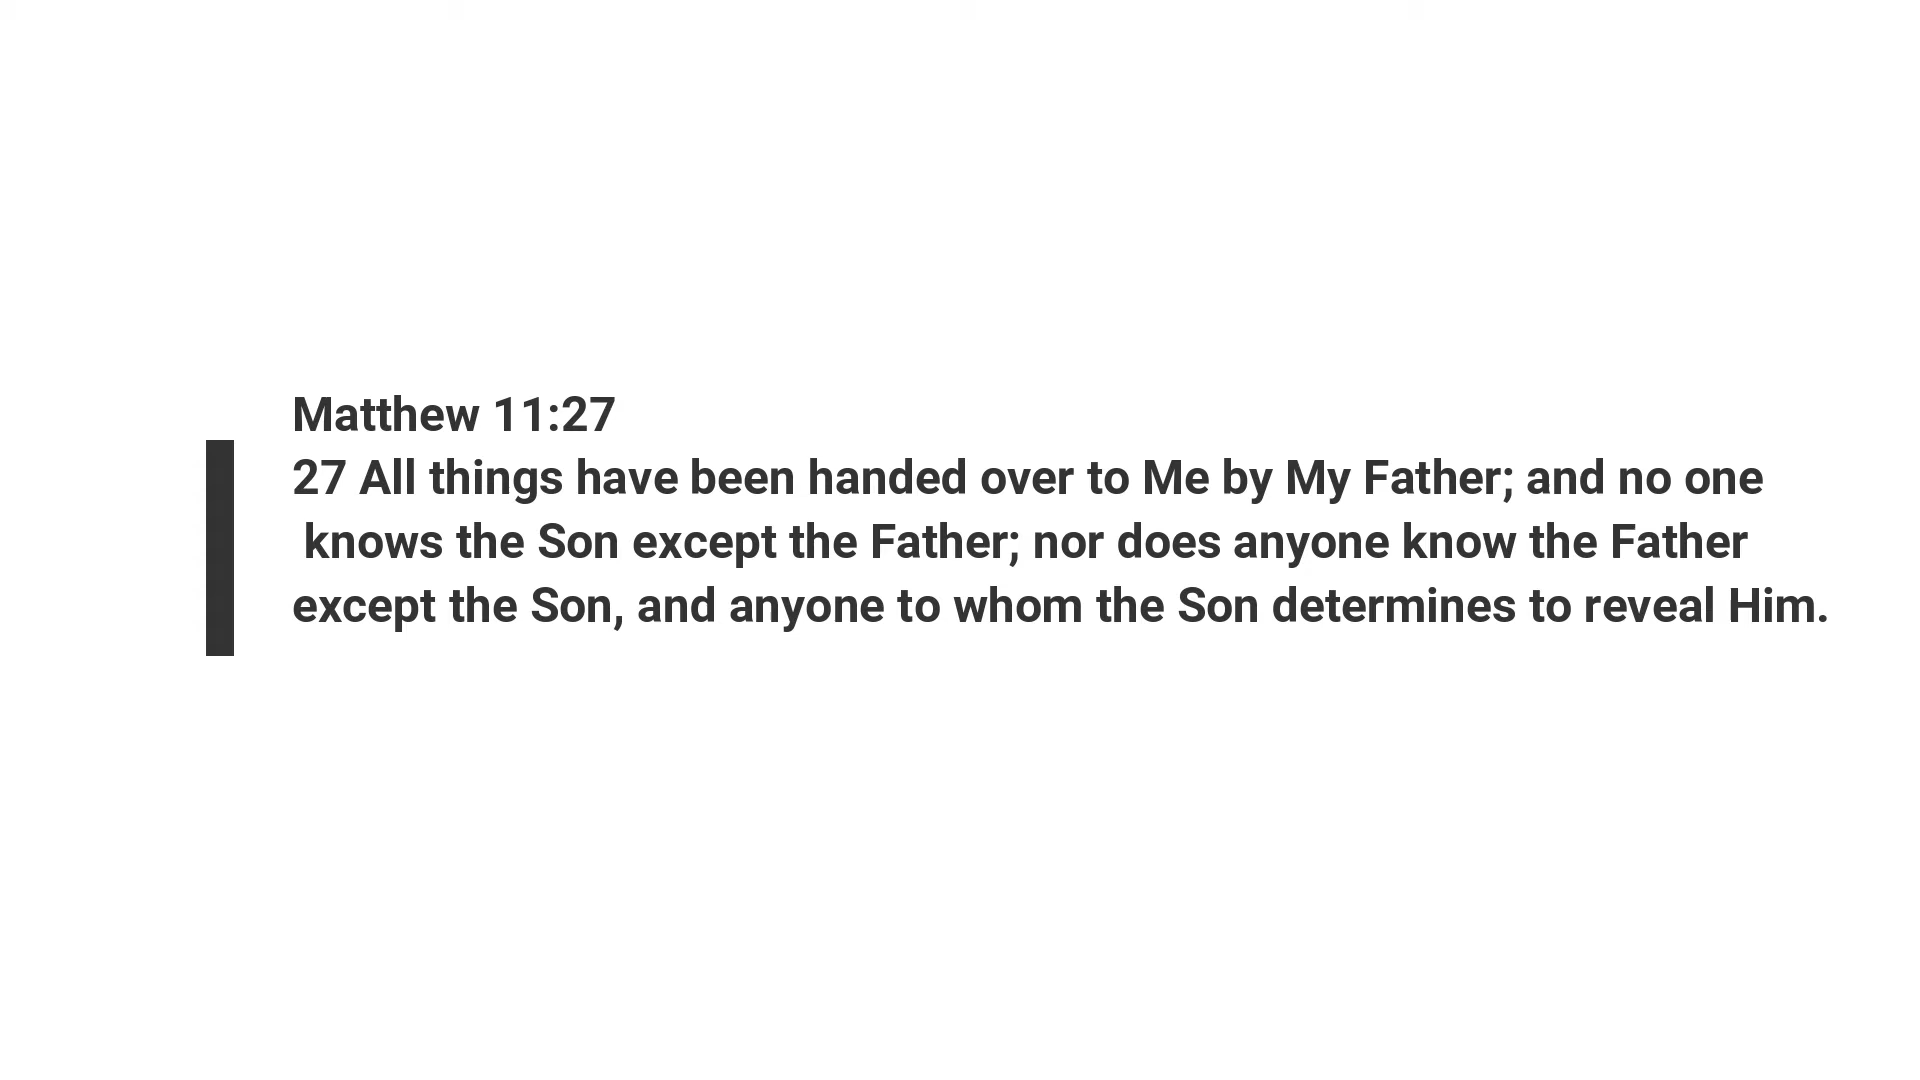 Matthew 11:27
27 All things have been handed over to Me by My Father; and no one
knows the Son except the Father; nor does anyone know the Father
except the Son, and anyone to whom the Son determines to reveal Him.